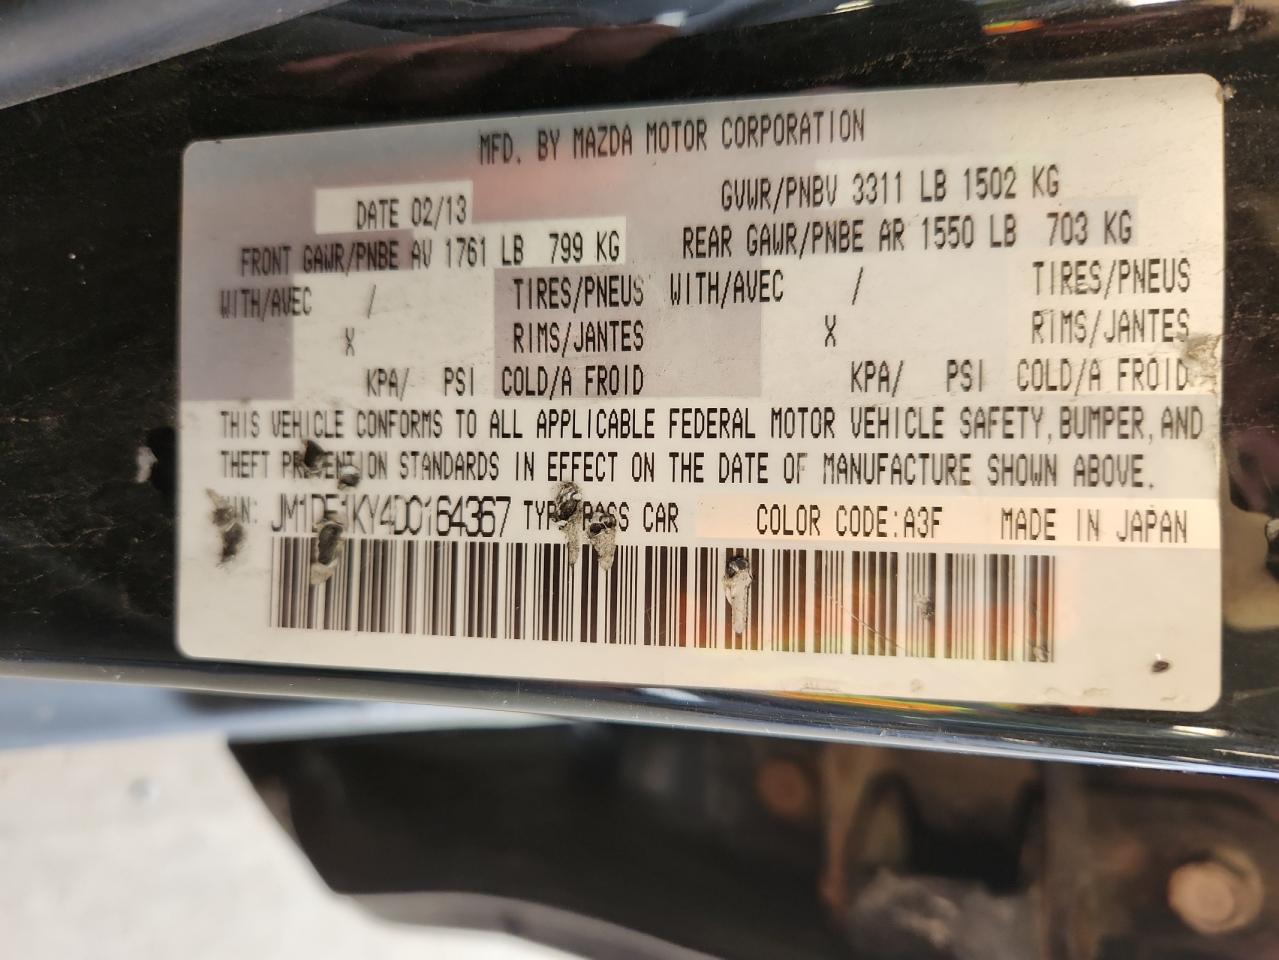 MFD. BY MAZDA MOTOR CORPORATION
DATE 02/13 GVWR/PNBV 3311 LB 1502 KG
FRONT GAWR/PNBE AV 1761 LB 799 KG REAR GAWR/PNBE AR 1550 LB 703 KG
WITH/AVEC / TIRES/PNEUS WITH/AVEC / TIRES/PNEUS
X RIMS/JANTES X RIMS/JANTES
KPA/ PSI COLD/A FROID KPA/ PSI COLD/A FROID
THIS VEHICLE CONFORMS TO ALL APPLICABLE FEDERAL MOTOR VEHICLE SAFETY, BUMPER, AND
THEFT PREVENTION STANDARDS IN EFFECT ON THE DATE OF MANUFACTURE SHOWN ABOVE.
VIN: CAR COLOR CODE:A3F MADE IN JAPAN